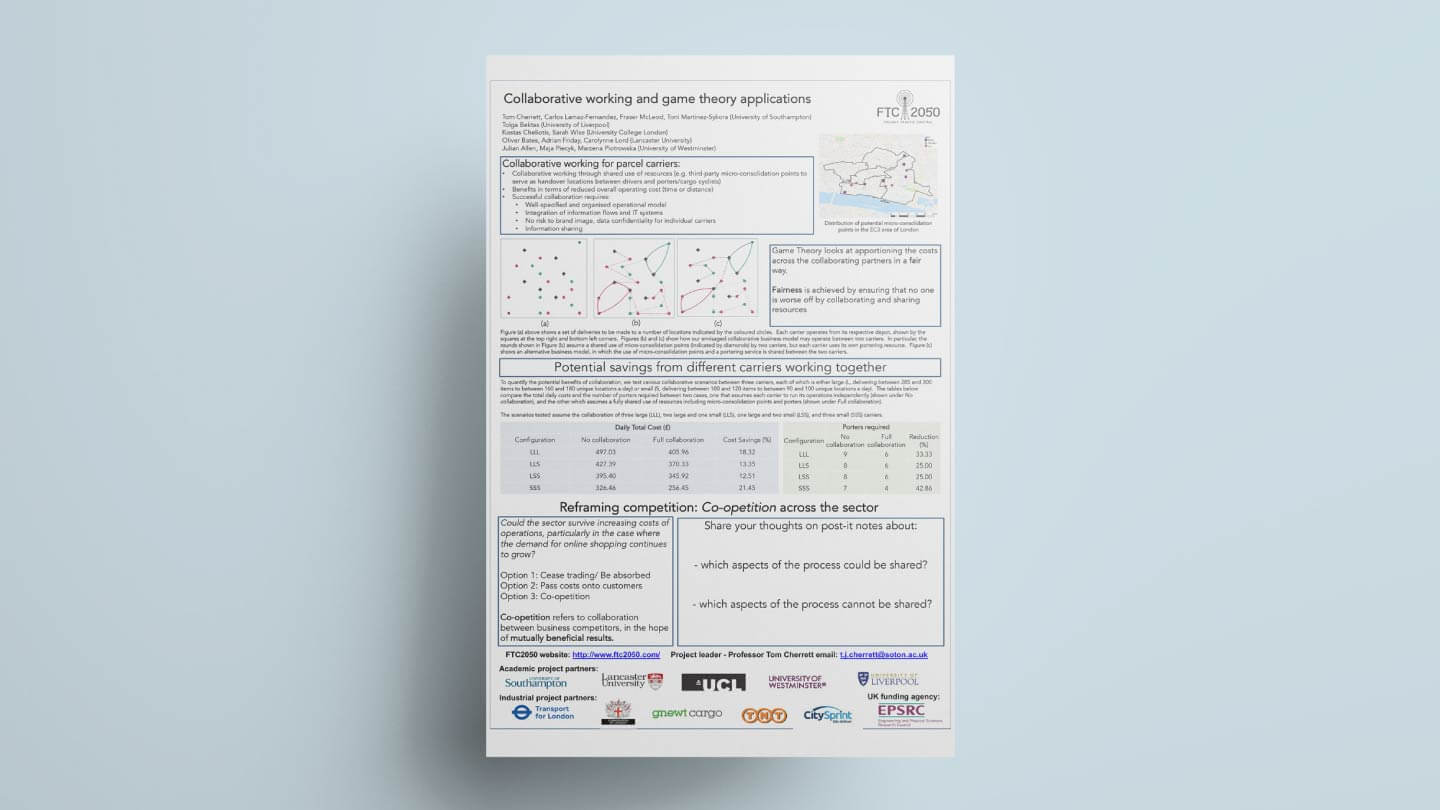 Collaborative working and game theory applications
Tom Cherrett, Carlos Lamas-Fernandez, Fraser McLeod, Toni Martinez-Sykora (University of Southampton)
Tolga Bektas (University of Liverpool)
Kostas Cheliotis, Sarah Wise (University College London)
Oliver Bates, Adrian Friday, Carolynne Lord (Lancaster University)
Julian Allen, Maja Piecyk, Marzena Piotrowska (University of Westminster)
FTC 2050
Collaborative working for parcel carriers:
• Collaborative working through shared use of resources (e.g. third-party micro-consolidation points to
serve as handover locations between drivers and porters/cargo cyclists)
• Benefits in terms of reduced overall operating cost (time or distance)
• Successful collaboration requires:
• Well-specified and organised operational model
• Integration of information flows and IT systems
• No risk to brand image, data confidentiality for individual carriers
• Information sharing
Distribution of potential micro-consolidation
points in the EC3 area of London
(a) (b) (c)
Game Theory looks at apportioning the costs
across the collaborating partners in a fair
way.
Fairness is achieved by ensuring that no one
is worse off by collaborating and sharing
resources
Figure (a) above shows a set of deliveries to be made to a number of locations indicated by the coloured circles. Each carrier operates from its respective depot, shown by the
squares at the top right and bottom left corners. Figures (b) and (c) show how our envisaged collaborative business model may operate between two carriers. In particular, the
rounds shown in Figure (b) assume a shared use of micro-consolidation points (indicated by diamonds) by two carriers, but each carrier uses its own portering resource. Figure (c)
shows an alternative business model, in which the use of micro-consolidation points and a portering service is shared between the two carriers.
Potential savings from different carriers working together
To quantify the potential benefits of collaboration, we test various collaborative scenarios between three carriers, each of which is either large (L, delivering between 285 and 300
items to between 160 and 180 unique locations a day) or small (S, delivering between 100 and 120 items to between 90 and 100 unique locations a day). The tables below
compare the total daily costs and the number of porters required between two cases, one that assumes each carrier to run its operations independently (shown under No
collaboration), and the other which assumes a fully shared use of resources including micro-consolidation points and porters (shown under Full collaboration).
The scenarios tested assume the collaboration of three large (LLL), two large and one small (LLS), one large and two small (LSS), and three small (SSS) carriers.
Daily Total Cost (£)
Configuration No collaboration Full collaboration Cost Savings (%)
LLL 497.03 405.96 18.32
LLS 427.39 370.33 13.35
LSS 395.40 345.92 12.51
SSS 326.46 256.45 21.45
Porters required
Configuration No collaboration Full collaboration Reduction (%)
LLL 9 6 33.33
LLS 8 6 25.00
LSS 8 6 25.00
SSS 7 4 42.86
Reframing competition: Co-opetition across the sector
Could the sector survive increasing costs of
operations, particularly in the case where
the demand for online shopping continues
to grow?
Option 1: Cease trading/ Be absorbed
Option 2: Pass costs onto customers
Option 3: Co-opetition
Co-opetition refers to collaboration
between business competitors, in the hope
of mutually beneficial results.
Share your thoughts on post-it notes about:
- which aspects of the process could be shared?
- which aspects of the process cannot be shared?
FTC2050 website: http://www.ftc2050.com/ Project leader - Professor Tom Cherrett email: t.j.cherrett@soton.ac.uk
Academic project partners:
UNIVERSITY OF
Southampton
Lancaster
University
UCL
UNIVERSITY OF
WESTMINSTER
UNIVERSITY OF
LIVERPOOL
Industrial project partners:
UK funding agency:
Transport
for London
gnewt cargo
TNT
CitySprint
EPSRC
Engineering and Physical Sciences
Research Council